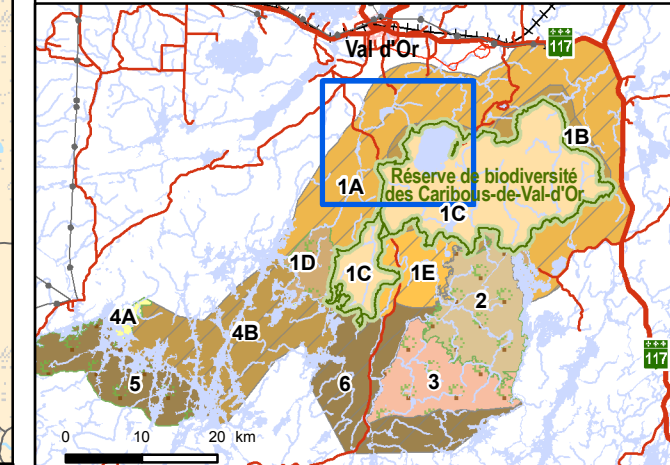 Val d'Or
117
1B
Réserve de biodiversité
des Caribous-de-Val-d'Or
1A
1C
1D
1C
1E
2
4A
4B
117
5
6
3
0 10 20 km